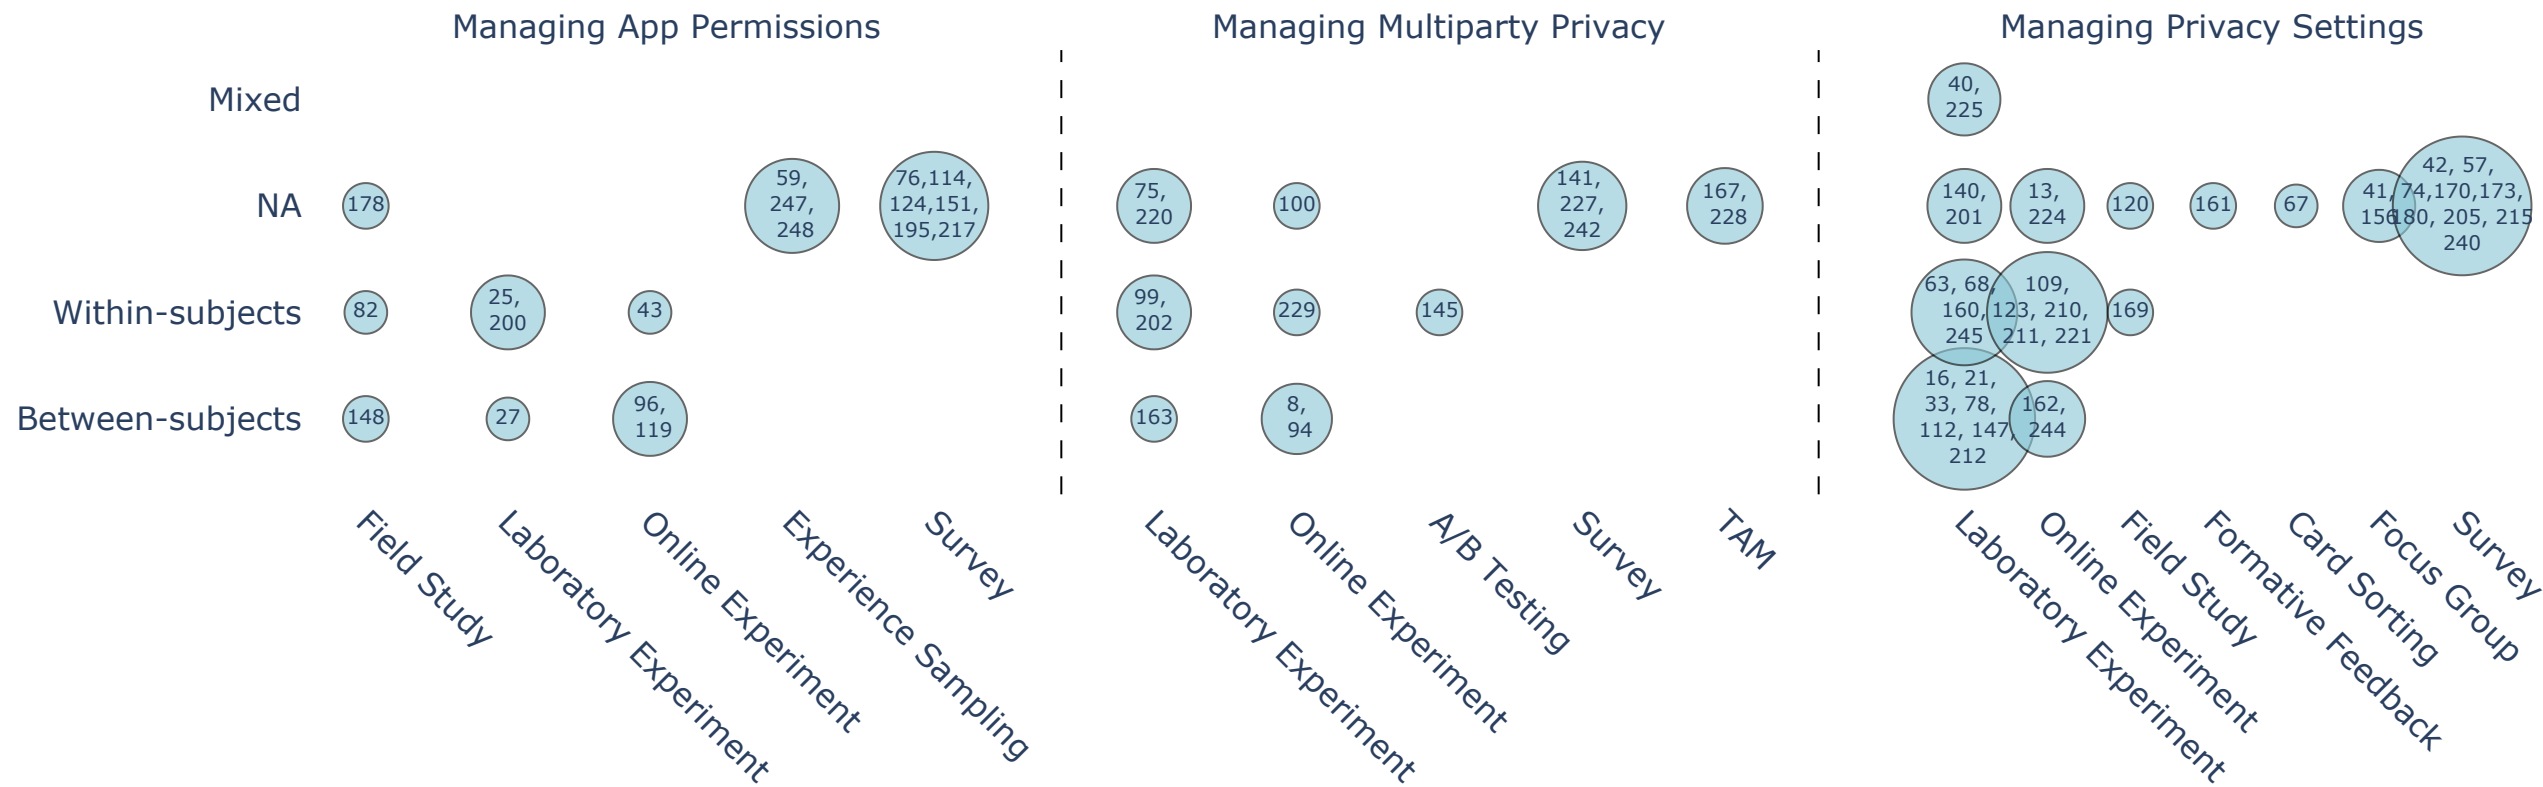 Managing App Permissions
Managing Multiparty Privacy
Managing Privacy Settings
Mixed
40,
225
NA
178
59,
247,
248
76,114,
124,151,
195,217
75,
220
100
141,
227,
242
167,
228
140,
201
13,
224
120
161
67
41,
156
42, 57,
74,170,173,
180, 205, 215
240
Within-subjects
82
25,
200
43
99,
202
229
145
63, 68,
160,
245
109,
123, 210,
211, 221
169
Between-subjects
148
27
96,
119
163
8,
94
16, 21,
33, 78,
112, 147,
212
162,
244
Field Study
Laboratory Experiment
Online Experiment
Experience Sampling
Survey
Laboratory Experiment
Online Experiment
A/B Testing
Survey
TAM
Laboratory Experiment
Online Experiment
Field Study
Formative Feedback
Card Sorting
Focus Group
Survey